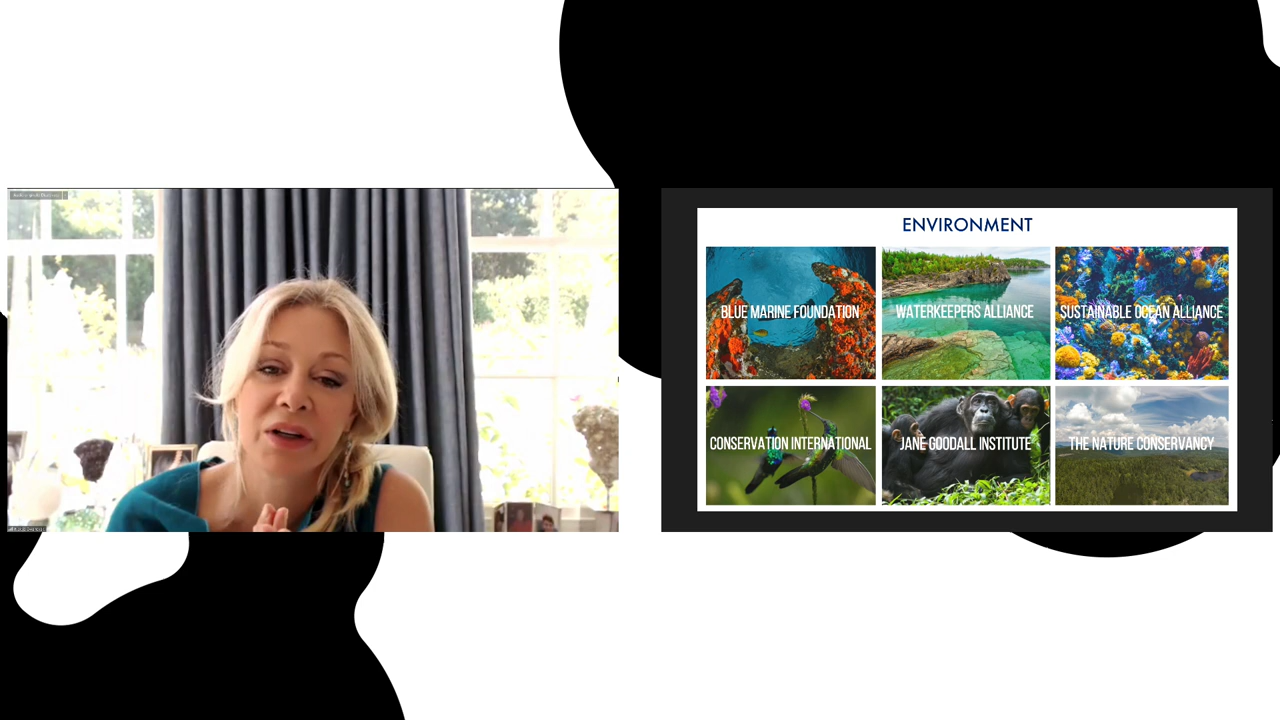 ENVIRONMENT
BLUE MARINE FOUNDATION
WATERKEEPERS ALLIANCE
SUSTAINABLE OCEAN ALLIANCE
CONSERVATION INTERNATIONAL
JANE GOODALL INSTITUTE
THE NATURE CONSERVANCY